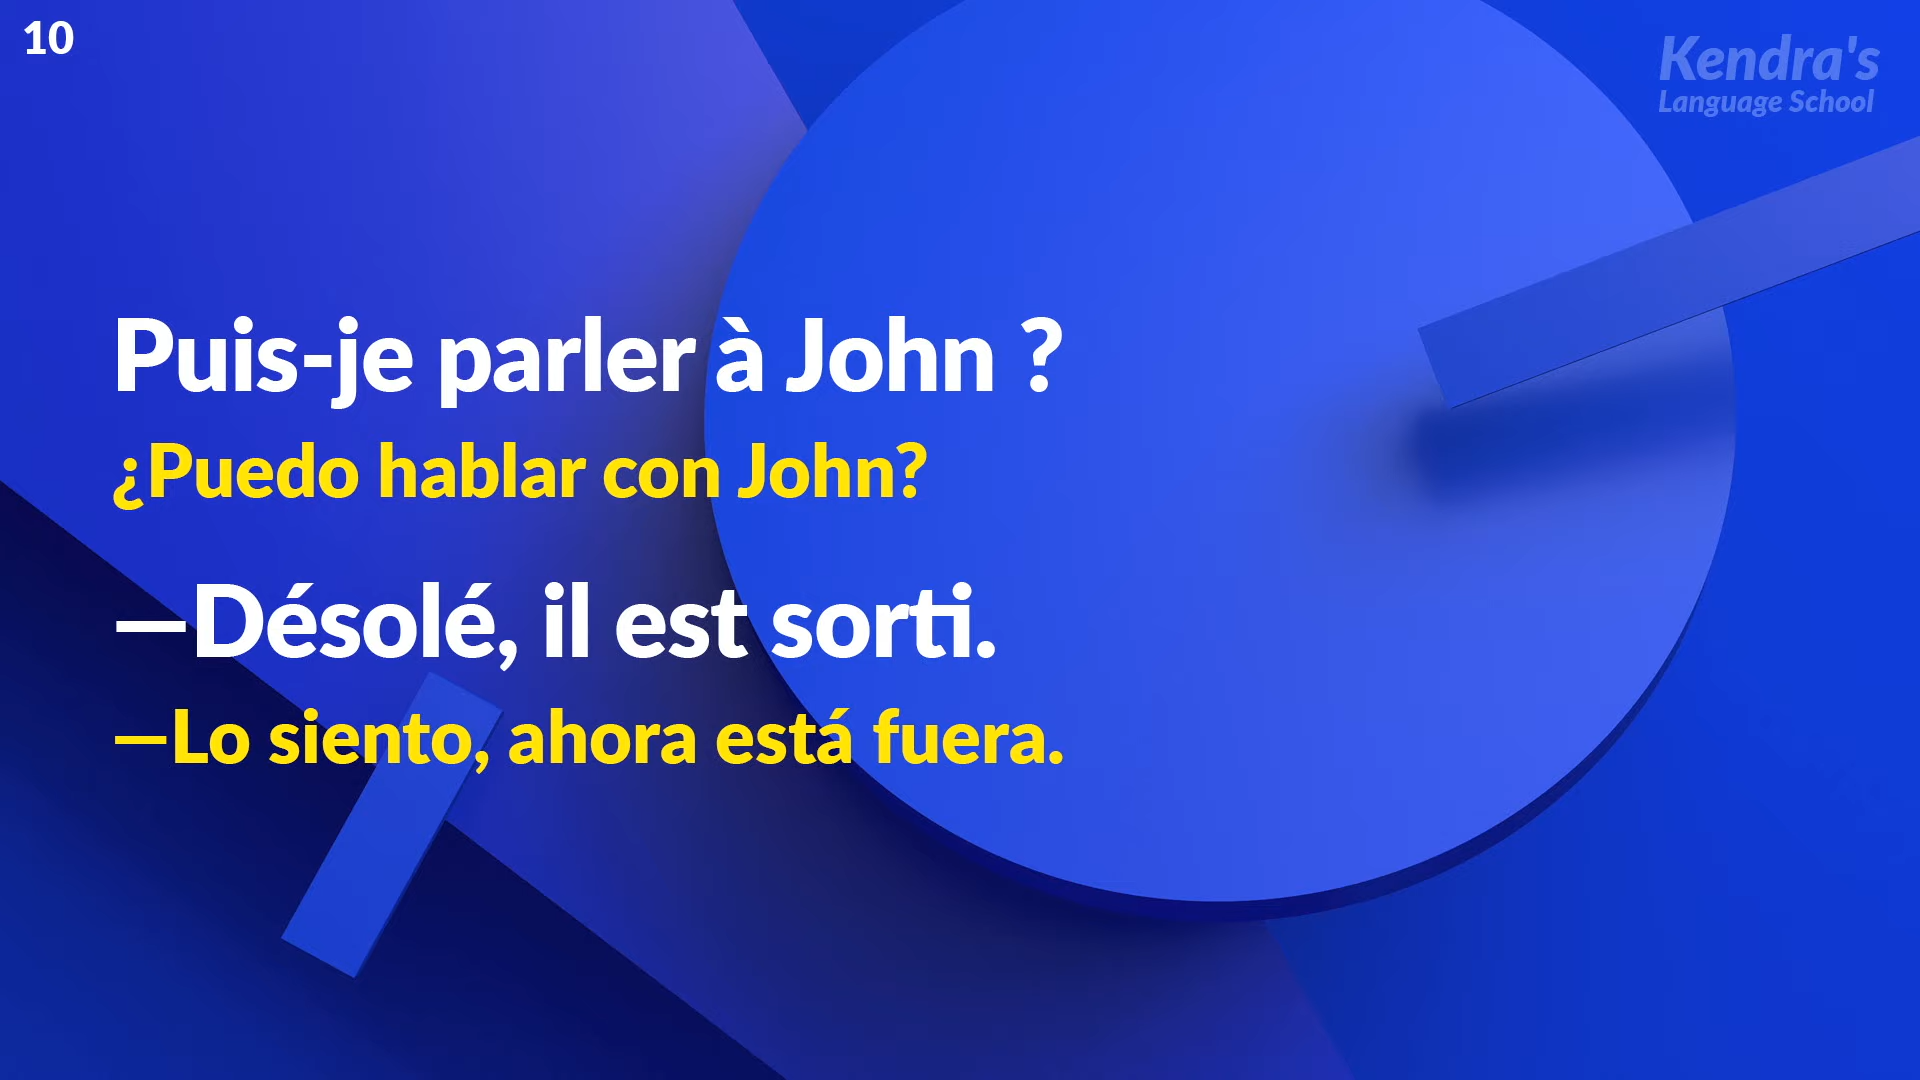 10
Kendra's
Language School
Puis-je parler à John ?
¿Puedo hablar con John?
—Désolé, il est sorti.
—Lo siento, ahora está fuera.